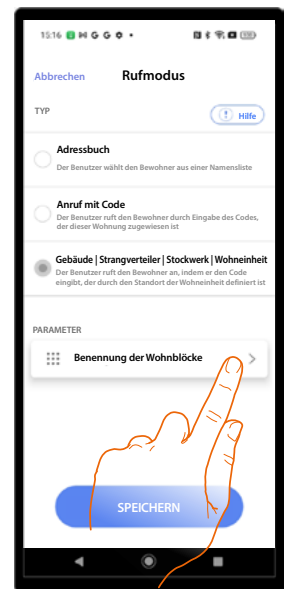 15:16
Abbrechen Rufmodus
TYP
Hilfe
Adressbuch
Der Benutzer wählt den Bewohner aus einer Namensliste
Anruf mit Code
Der Benutzer ruft den Bewohner durch Eingabe des Codes,
der dieser Wohnung zugewiesen ist
Gebäude | Strangverteiler | Stockwerk | Wohneinheit
Der Benutzer ruft den Bewohner an, indem er den Code
eingibt, der durch den Standort der Wohneinheit definiert ist
PARAMETER
Benennung der Wohnblöcke
SPEICHERN